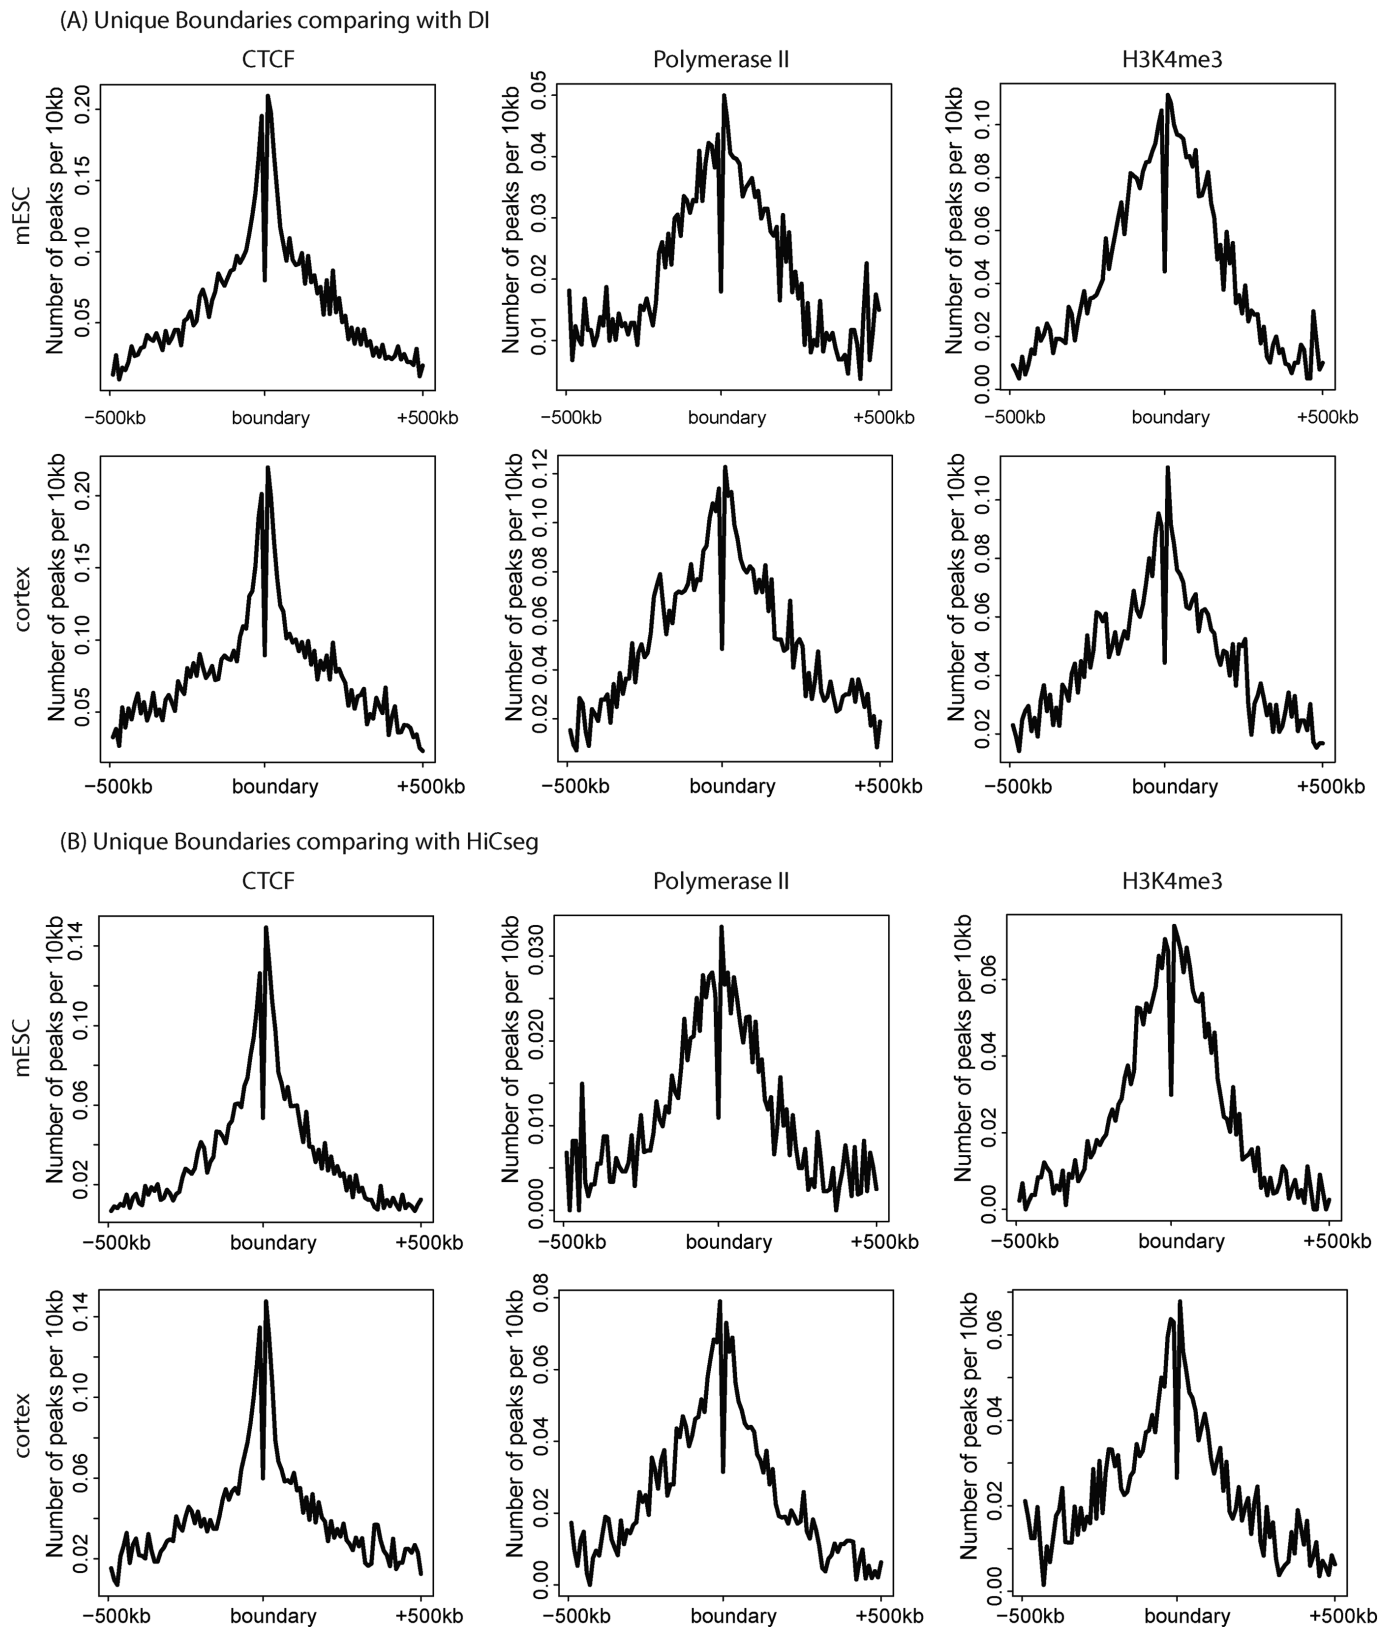 (A) Unique Boundaries comparing with DI
CTCF
Polymerase II
H3K4me3
mESC
Number of peaks per 10kb
0.05 0.10 0.15 0.20
−500kb boundary +500kb
Number of peaks per 10kb
0.01 0.02 0.03 0.04 0.05
−500kb boundary +500kb
Number of peaks per 10kb
0.00 0.02 0.04 0.06 0.08 0.10
−500kb boundary +500kb
cortex
Number of peaks per 10kb
0.05 0.10 0.15 0.20
−500kb boundary +500kb
Number of peaks per 10kb
0.02 0.04 0.06 0.08 0.10 0.12
−500kb boundary +500kb
Number of peaks per 10kb
0.02 0.04 0.06 0.08 0.10
−500kb boundary +500kb
(B) Unique Boundaries comparing with HiCseg
CTCF
Polymerase II
H3K4me3
mESC
Number of peaks per 10kb
0.02 0.06 0.10 0.14
−500kb boundary +500kb
Number of peaks per 10kb
0.000 0.010 0.020 0.030
−500kb boundary +500kb
Number of peaks per 10kb
0.00 0.02 0.04 0.06
−500kb boundary +500kb
cortex
Number of peaks per 10kb
0.02 0.06 0.10 0.14
−500kb boundary +500kb
Number of peaks per 10kb
0.00 0.02 0.04 0.06 0.08
−500kb boundary +500kb
Number of peaks per 10kb
0.00 0.02 0.04 0.06
−500kb boundary +500kb